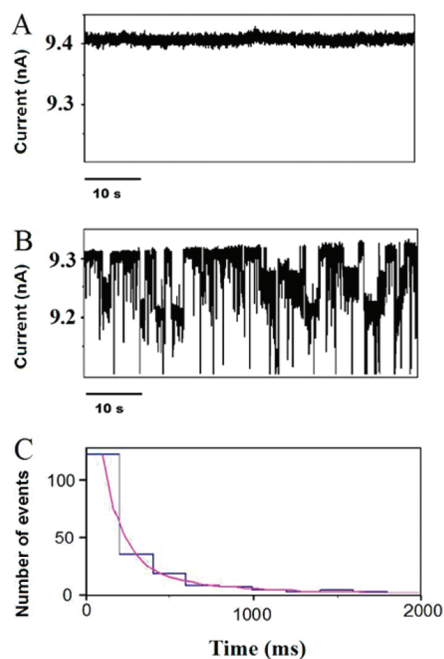 A
Current (nA)
9.4
9.3
10 s
B
Current (nA)
9.3
9.2
10 s
C
Number of events
100
50
0
0
1000
2000
Time (ms)